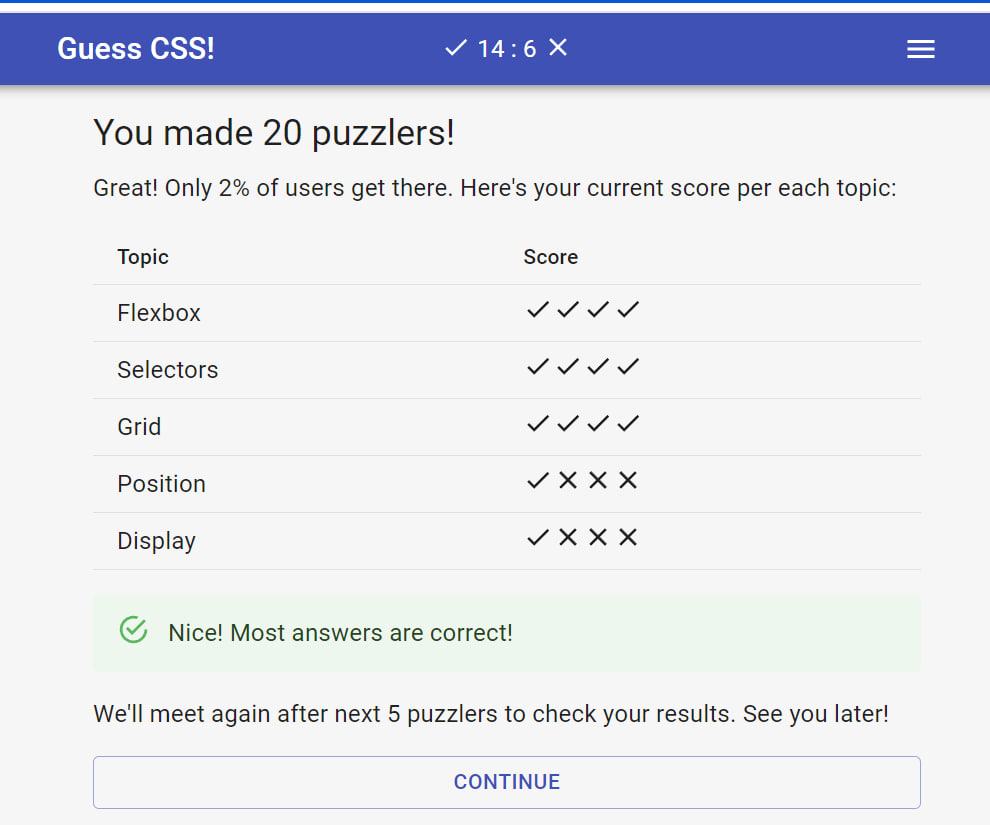 Guess CSS!
✓ 14 : 6 ✕
You made 20 puzzlers!
Great! Only 2% of users get there. Here's your current score per each topic:
Topic Score
Flexbox ✓ ✓ ✓ ✓
Selectors ✓ ✓ ✓ ✓
Grid ✓ ✓ ✓ ✓
Position ✓ ✕ ✕ ✕
Display ✓ ✕ ✕ ✕
Nice! Most answers are correct!
We'll meet again after next 5 puzzlers to check your results. See you later!
CONTINUE